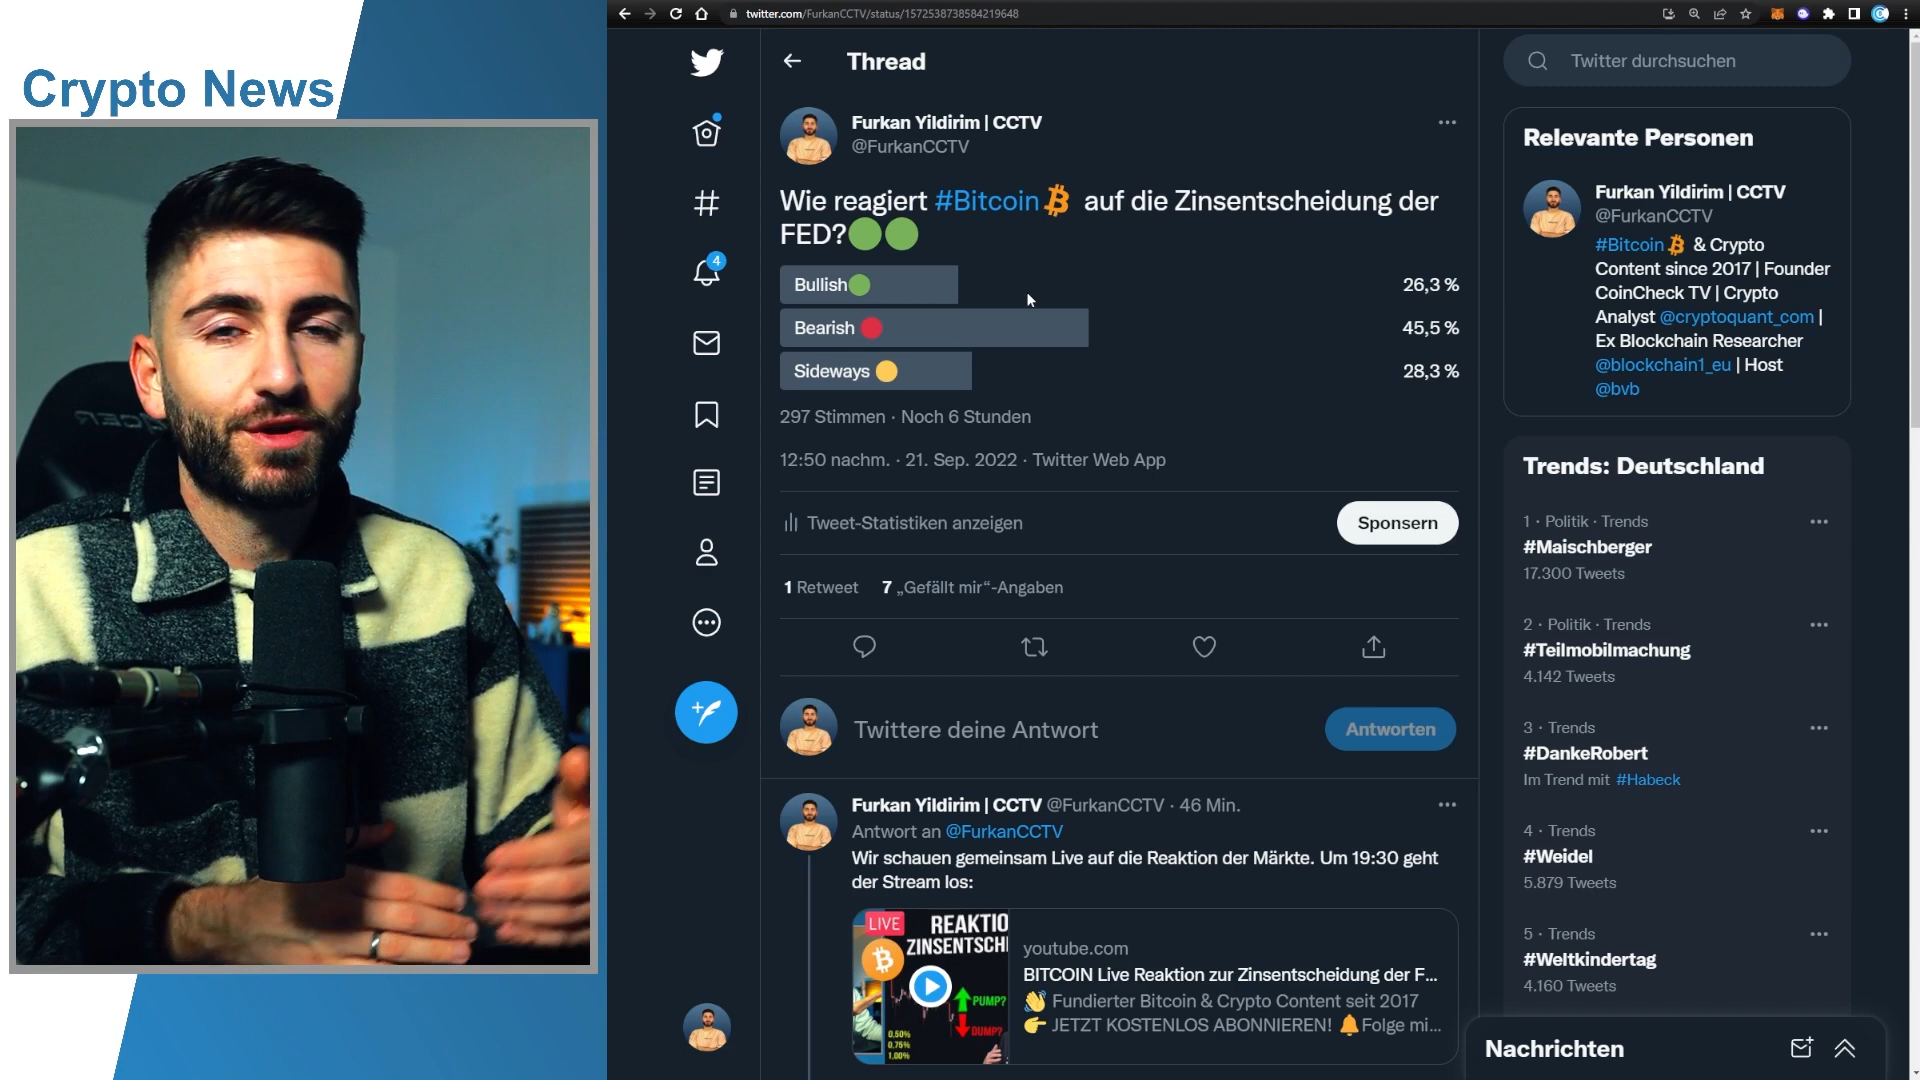 Crypto News
twitter.com/FurkanCCTV/status/1572538738584219648
Thread
Furkan Yildirim | CCTV
@FurkanCCTV
Wie reagiert #Bitcoin auf die Zinsentscheidung der
FED?
Bullish 26,3 %
Bearish 45,5 %
Sideways 28,3 %
297 Stimmen · Noch 6 Stunden
12:50 nachm. · 21. Sep. 2022 · Twitter Web App
Tweet-Statistiken anzeigen
Sponsern
1 Retweet 7 „Gefällt mir“-Angaben
Twittere deine Antwort
Antworten
Furkan Yildirim | CCTV @FurkanCCTV · 46 Min.
Antwort an @FurkanCCTV
Wir schauen gemeinsam Live auf die Reaktion der Märkte. Um 19:30 geht
der Stream los:
LIVE
REAKTIO
ZINSENTSCH
PUMP?
DUMP?
0.50%
0.75%
1.00%
youtube.com
BITCOIN Live Reaktion zur Zinsentscheidung der F...
Fundierter Bitcoin & Crypto Content seit 2017
JETZT KOSTENLOS ABONNIEREN! Folge mi...
4
Twitter durchsuchen
Relevante Personen
Furkan Yildirim | CCTV
@FurkanCCTV
#Bitcoin & Crypto
Content since 2017 | Founder
CoinCheck TV | Crypto
Analyst @cryptoquant_com |
Ex Blockchain Researcher
@blockchain1_eu | Host
@bvb
Trends: Deutschland
1 · Politik · Trends
#Maischberger
17.300 Tweets
2 · Politik · Trends
#Teilmobilmachung
4.142 Tweets
3 · Trends
#DankeRobert
Im Trend mit #Habeck
4 · Trends
#Weidel
5.879 Tweets
5 · Trends
#Weltkindertag
4.160 Tweets
Nachrichten